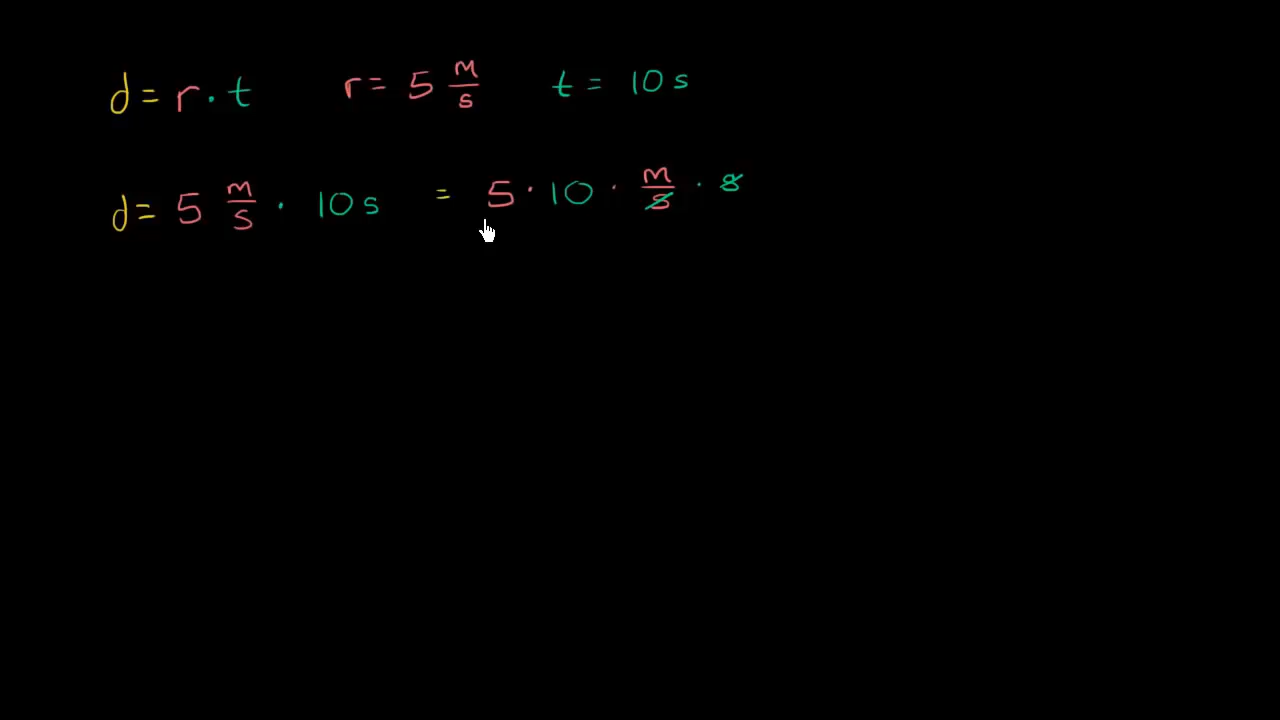 d = r · t r = 5 m/s t = 10 s
d = 5 m/s · 10 s = 5 · 10 · m/s · s